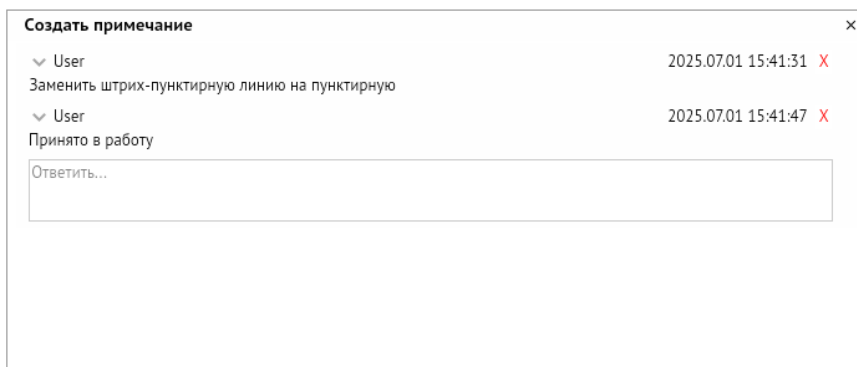 Создать примечание ×
User 2025.07.01 15:41:31 X
Заменить штрих-пунктирную линию на пунктирную
User 2025.07.01 15:41:47 X
Принято в работу
Ответить...